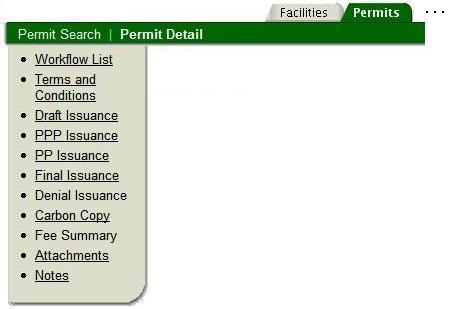 Facilities Permits ...
Permit Search | Permit Detail
• Workflow List
• Terms and
Conditions
• Draft Issuance
• PPP Issuance
• PP Issuance
• Final Issuance
• Denial Issuance
• Carbon Copy
• Fee Summary
• Attachments
• Notes